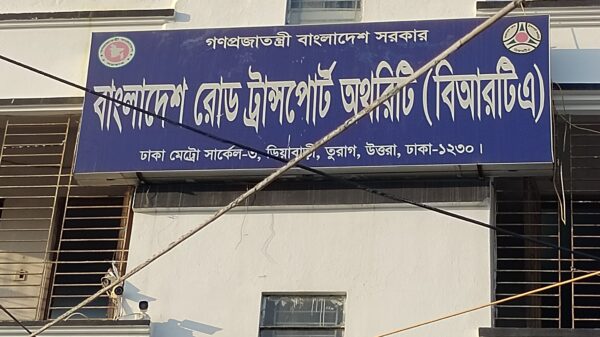 গণপ্রজাতন্ত্রী বাংলাদেশ সরকার
বাংলাদেশ রোড ট্রান্সপোর্ট অথরিটি (বিআরটিএ)
ঢাকা মেট্রো সার্কেল-৩, ডিয়াবাড়ী, তুরাগ, উত্তরা, ঢাকা-১২৩০।